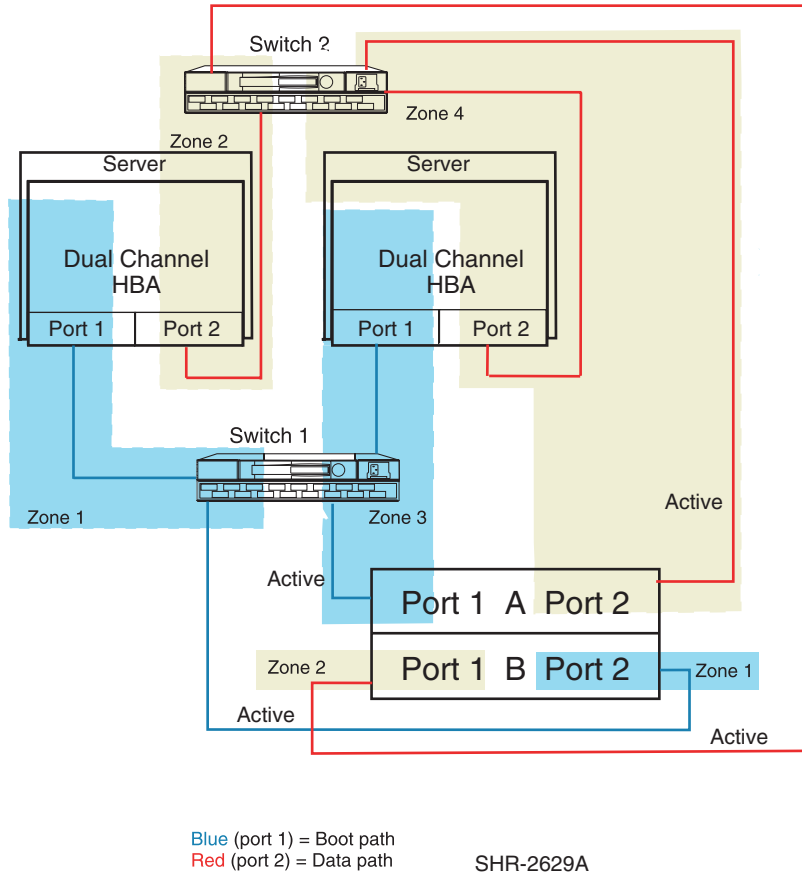 Switch 2
Zone 4
Zone 2
Server
Server
Dual Channel
HBA
Dual Channel
HBA
Port 1
Port 2
Port 1
Port 2
Switch 1
Active
Zone 1
Zone 3
Active
Port 1 A Port 2
Zone 2
Port 1 B Port 2
Zone 1
Active
Active
Blue (port 1) = Boot path
Red (port 2) = Data path
SHR-2629A